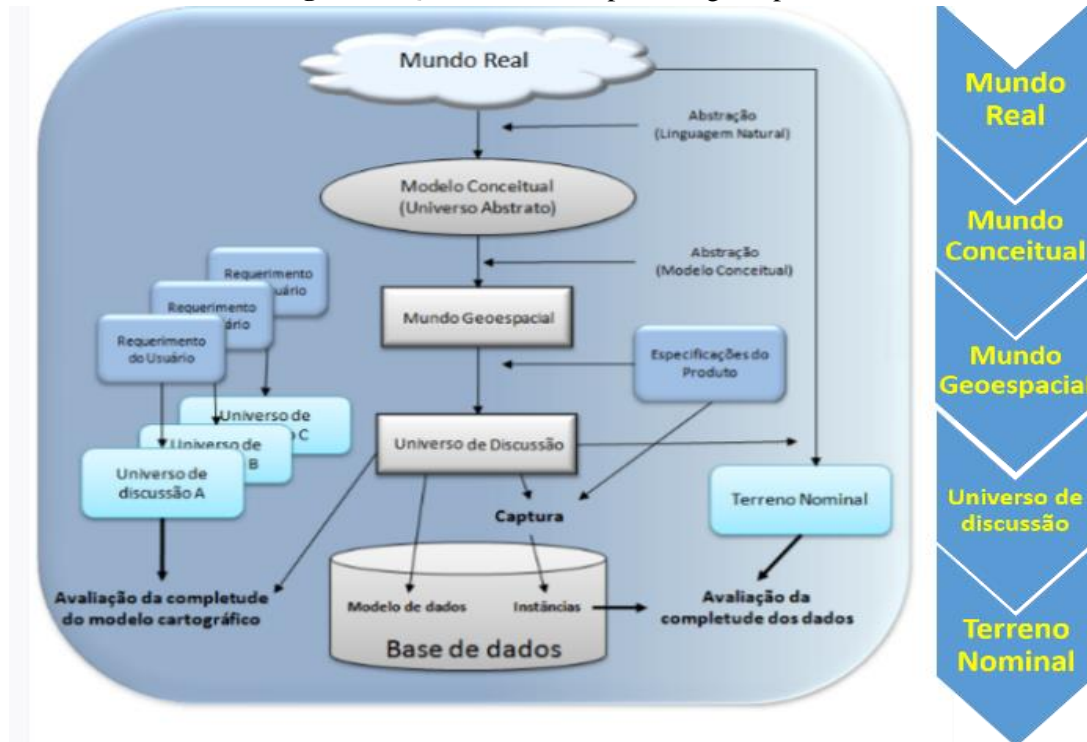 Mundo Real
Abstração
(Linguagem Natural)
Modelo Conceitual
(Universo Abstrato)
Abstração
(Modelo Conceitual)
Requerimento
uário
Requerimento
ário
Requerimento
do Usuário
Mundo Geoespacial
Especificações do
Produto
Universo de
o C
Universo de
B
Universo de
discussão A
Universo de Discussão
Captura
Terreno Nominal
Avaliação da completude
do modelo cartográfico
Modelo de dados
Instâncias
Base de dados
Avaliação da
completude dos dados
Mundo
Real
Mundo
Conceitual
Mundo
Geoespacial
Universo de
discussão
Terreno
Nominal